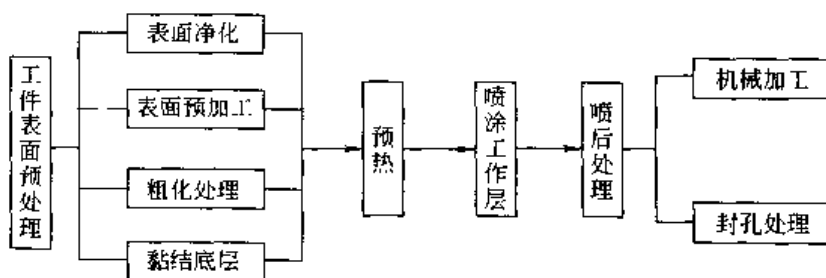 工件表面预处理
表面净化
表面预加工
粗化处理
黏结底层
预热
喷涂工作层
喷后处理
机械加工
封孔处理